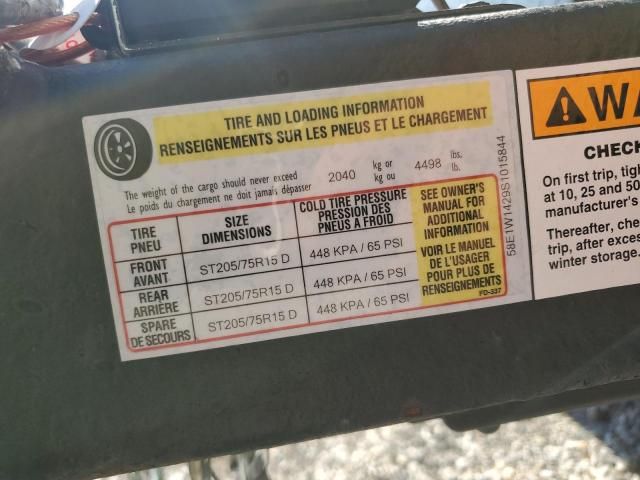 TIRE AND LOADING INFORMATION
RENSEIGNEMENTS SUR LES PNEUS ET LE CHARGEMENT
The weight of the cargo should never exceed 2040 kg or 4498 lbs.
Le poids du chargement ne doit jamais dépasser kg ou lb.
TIRE
PNEU
SIZE
DIMENSIONS
COLD TIRE PRESSURE
PRESSION DES
PNEUS A FROID
FRONT
AVANT
ST205/75R15 D
448 KPA / 65 PSI
REAR
ARRIÈRE
ST205/75R15 D
448 KPA / 65 PSI
SPARE
DE SECOURS
ST205/75R15 D
448 KPA / 65 PSI
SEE OWNER'S
MANUAL FOR
ADDITIONAL
INFORMATION
VOIR LE MANUEL
DE L'USAGER
POUR PLUS DE
RENSEIGNEMENTS
FD-337
58E1W1429S1015844
WA
CHECK
On first trip, tig
at 10, 25 and 50
manufacturer's
Thereafter, che
trip, after exces
winter storage.